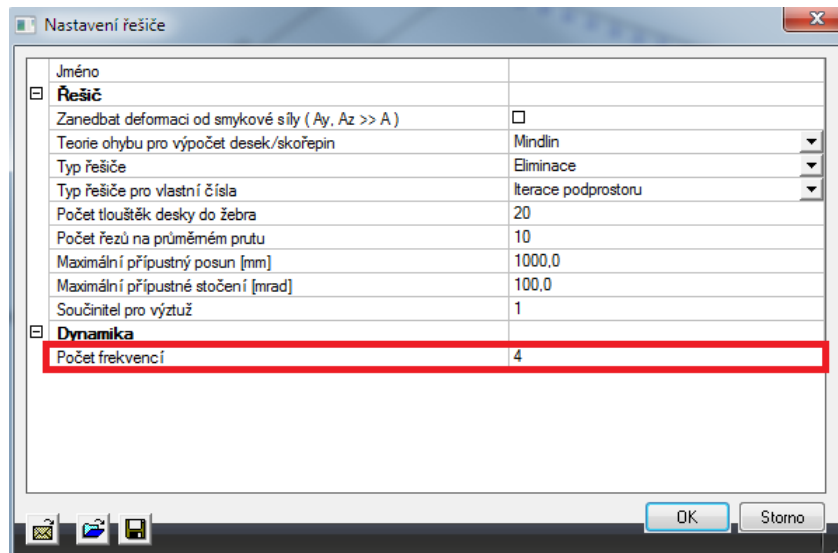 Nastavení řešiče
Jméno
Řešič
Zanedbat deformaci od smykové síly ( Ay, Az >> A )
Teorie ohybu pro výpočet desek/skořepin Mindlin
Typ řešiče Eliminace
Typ řešiče pro vlastní čísla Iterace podprostoru
Počet tlouštěk desky do žebra 20
Počet řezů na průměrném prutu 10
Maximální přípustný posun [mm] 1000,0
Maximální přípustné stočení [mrad] 100,0
Součinitel pro výztuž 1
Dynamika
Počet frekvencí 4
OK Storno